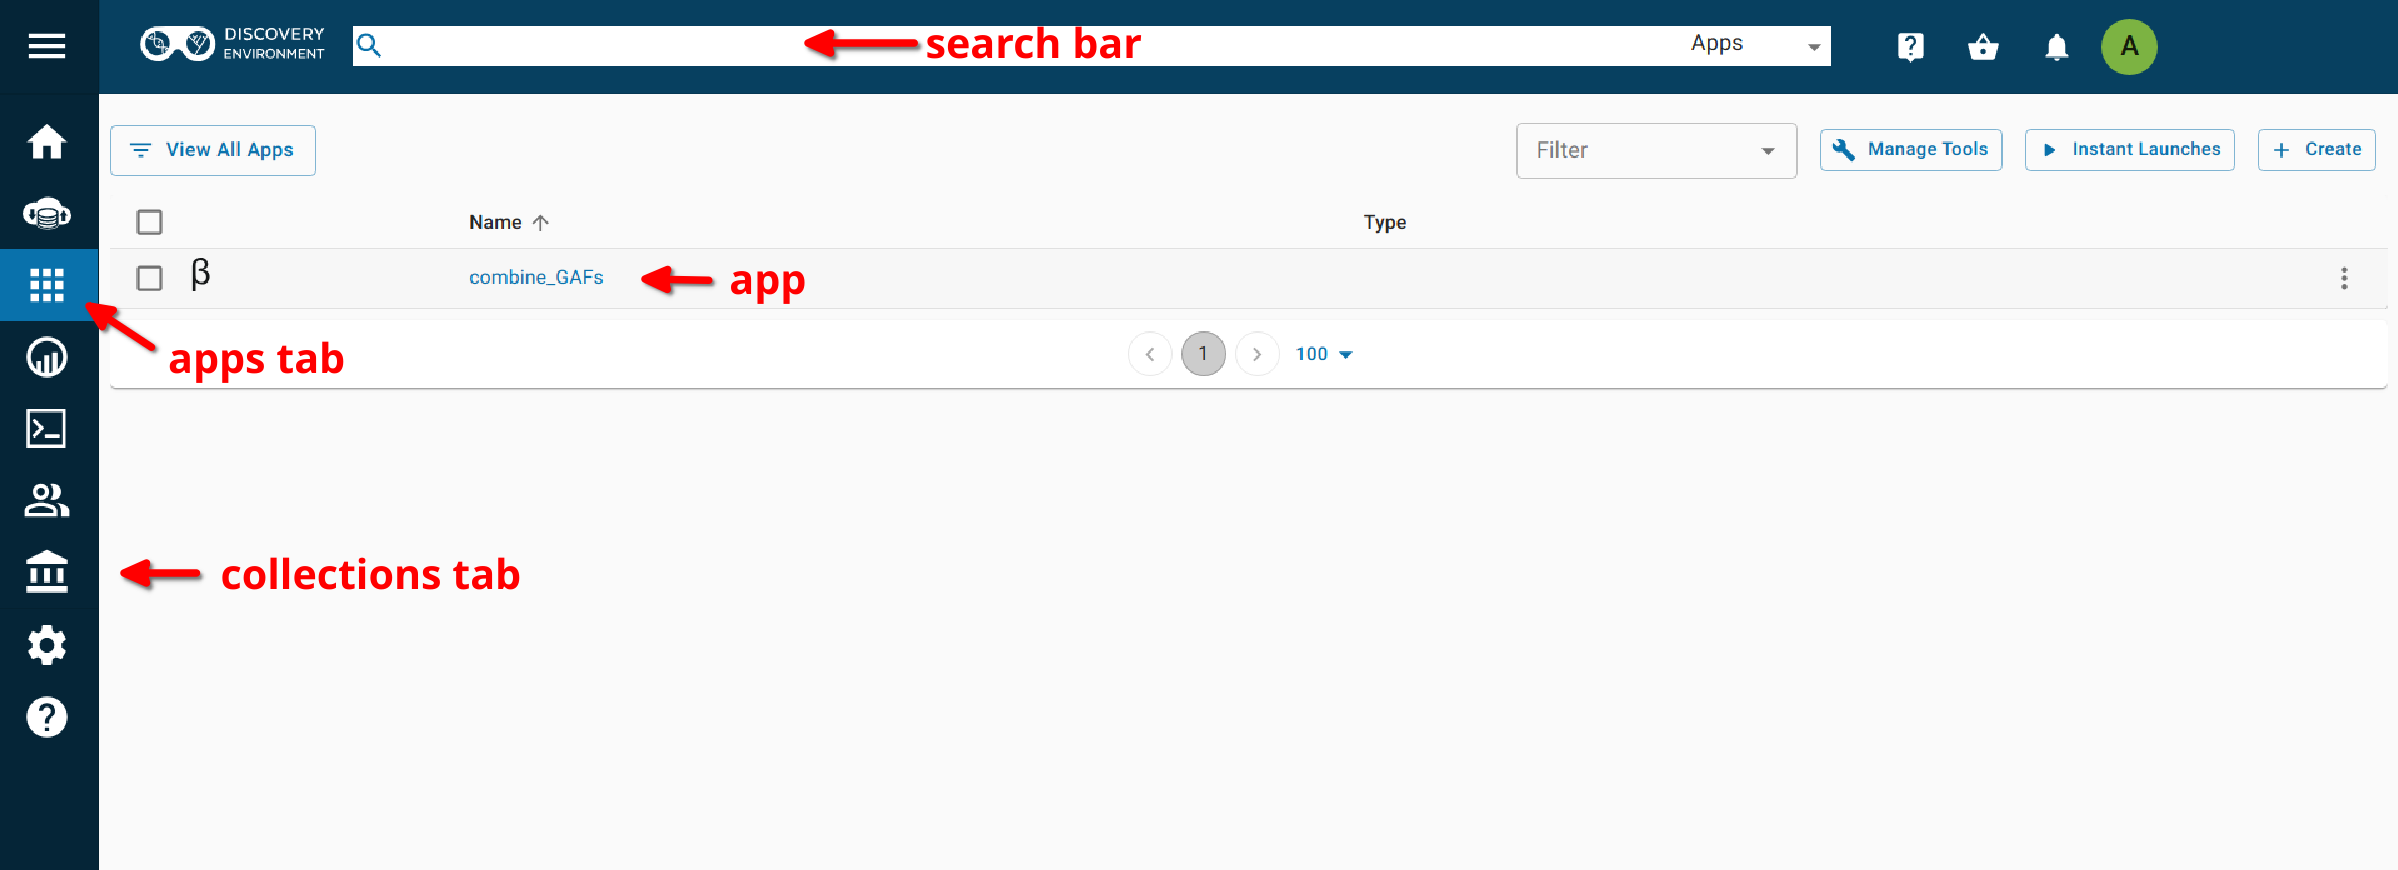 DISCOVERY
ENVIRONMENT
search bar
Apps
A
View All Apps
Filter
Manage Tools
Instant Launches
+ Create
Name ↑
Type
β
combine_GAFs
app
apps tab
1
100
collections tab